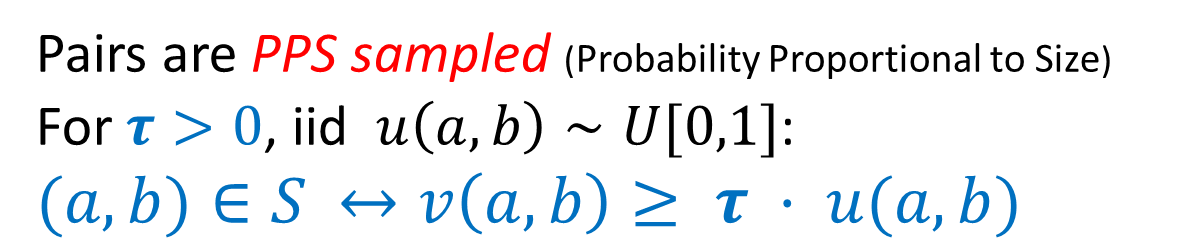 Pairs are PPS sampled (Probability Proportional to Size)
For τ > 0, iid u(a, b) ~ U[0,1]:
(a, b) ∈ S ↔ v(a, b) ≥ τ · u(a, b)